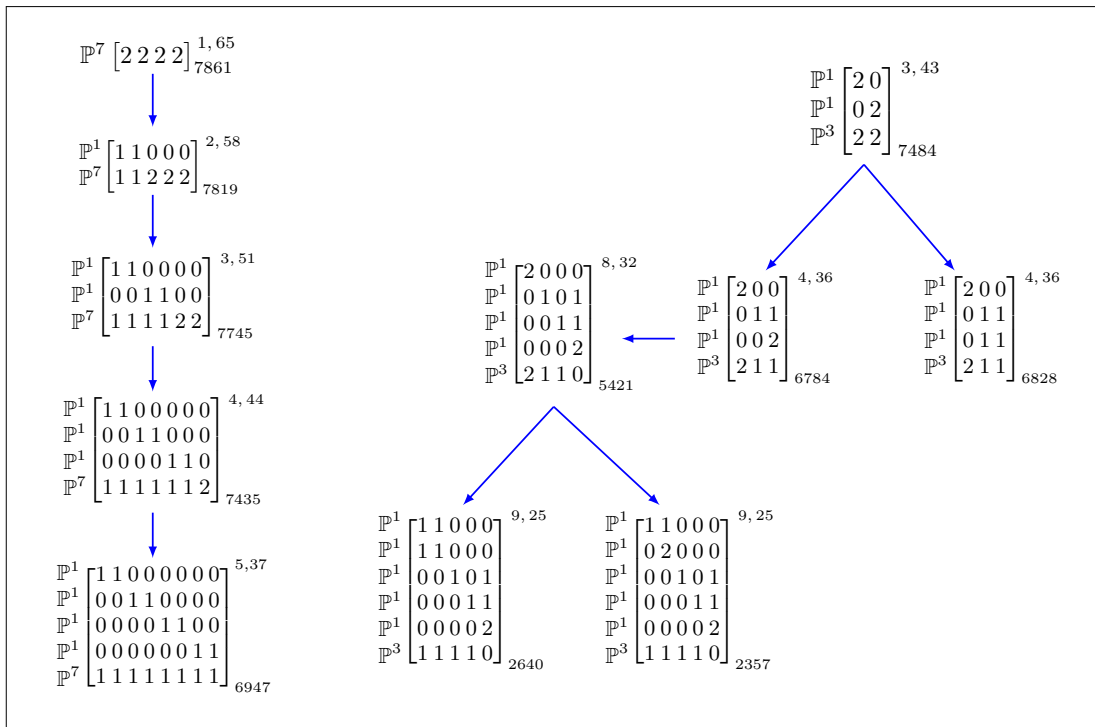 ℙ⁷ [2 2 2 2] 1, 65
7861
ℙ¹ [1 1 0 0 0] 2, 58
ℙ⁷ [1 1 2 2 2] 7819
ℙ¹ [1 1 0 0 0 0] 3, 51
ℙ¹ [0 0 1 1 0 0]
ℙ⁷ [1 1 1 1 2 2] 7745
ℙ¹ [1 1 0 0 0 0 0] 4, 44
ℙ¹ [0 0 1 1 0 0 0]
ℙ¹ [0 0 0 0 1 1 0]
ℙ⁷ [1 1 1 1 1 1 2] 7435
ℙ¹ [1 1 0 0 0 0 0 0] 5,37
ℙ¹ [0 0 1 1 0 0 0 0]
ℙ¹ [0 0 0 0 1 1 0 0]
ℙ¹ [0 0 0 0 0 0 1 1]
ℙ⁷ [1 1 1 1 1 1 1 1] 6947
ℙ¹ [2 0] 3, 43
ℙ¹ [0 2]
ℙ³ [2 2] 7484
ℙ¹ [2 0 0 0] 8, 32
ℙ¹ [0 1 0 1]
ℙ¹ [0 0 1 1]
ℙ¹ [0 0 0 2]
ℙ³ [2 1 1 0] 5421
ℙ¹ [2 0 0] 4, 36
ℙ¹ [0 1 1]
ℙ¹ [0 0 2]
ℙ³ [2 1 1] 6784
ℙ¹ [2 0 0] 4, 36
ℙ¹ [0 1 1]
ℙ¹ [0 1 1]
ℙ³ [2 1 1] 6828
ℙ¹ [1 1 0 0 0] 9, 25
ℙ¹ [1 1 0 0 0]
ℙ¹ [0 0 1 0 1]
ℙ¹ [0 0 0 1 1]
ℙ¹ [0 0 0 0 2]
ℙ³ [1 1 1 1 0] 2640
ℙ¹ [1 1 0 0 0] 9, 25
ℙ¹ [0 2 0 0 0]
ℙ¹ [0 0 1 0 1]
ℙ¹ [0 0 0 1 1]
ℙ¹ [0 0 0 0 2]
ℙ³ [1 1 1 1 0] 2357